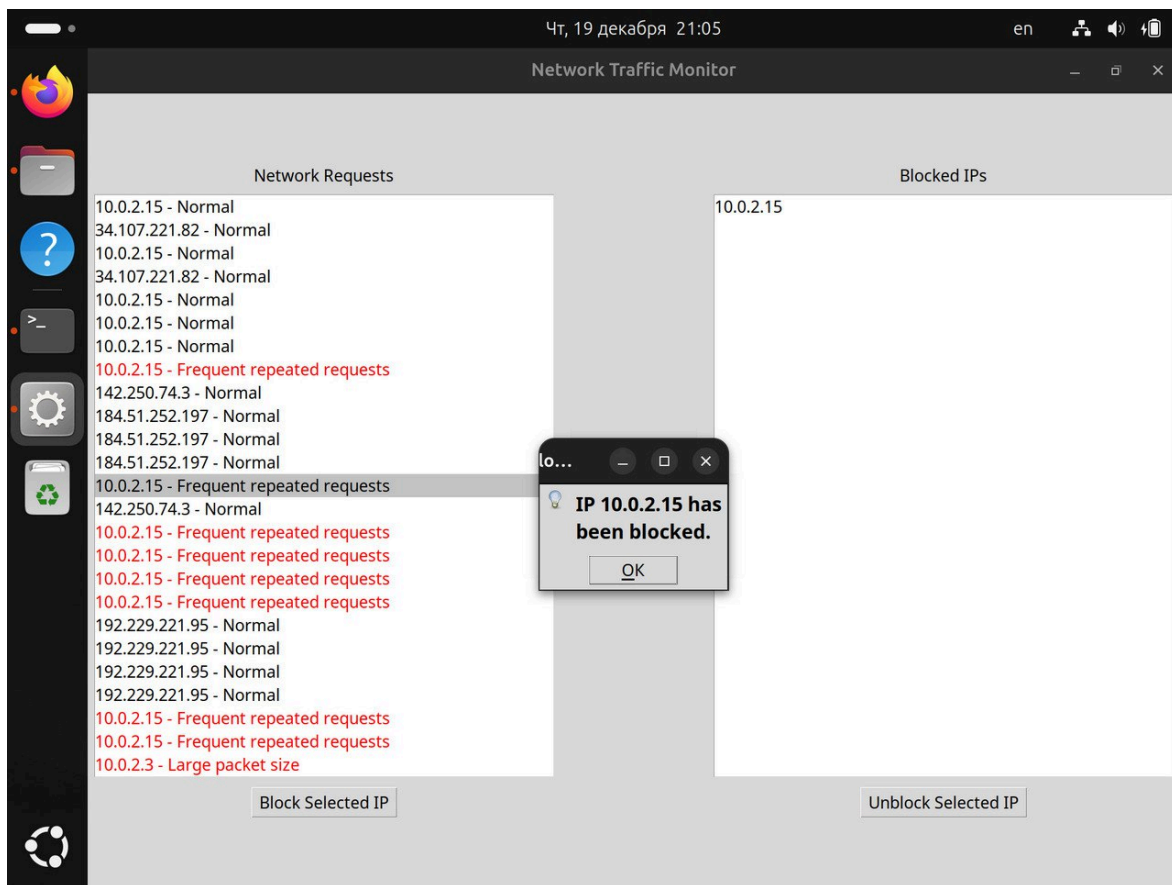 Чт, 19 декабря 21:05
en
Network Traffic Monitor
Network Requests
10.0.2.15 - Normal
34.107.221.82 - Normal
10.0.2.15 - Normal
34.107.221.82 - Normal
10.0.2.15 - Normal
10.0.2.15 - Normal
10.0.2.15 - Normal
10.0.2.15 - Frequent repeated requests
142.250.74.3 - Normal
184.51.252.197 - Normal
184.51.252.197 - Normal
184.51.252.197 - Normal
10.0.2.15 - Frequent repeated requests
142.250.74.3 - Normal
10.0.2.15 - Frequent repeated requests
10.0.2.15 - Frequent repeated requests
10.0.2.15 - Frequent repeated requests
10.0.2.15 - Frequent repeated requests
192.229.221.95 - Normal
192.229.221.95 - Normal
192.229.221.95 - Normal
192.229.221.95 - Normal
10.0.2.15 - Frequent repeated requests
10.0.2.15 - Frequent repeated requests
10.0.2.3 - Large packet size
Block Selected IP
lo...
IP 10.0.2.15 has
been blocked.
OK
Blocked IPs
10.0.2.15
Unblock Selected IP